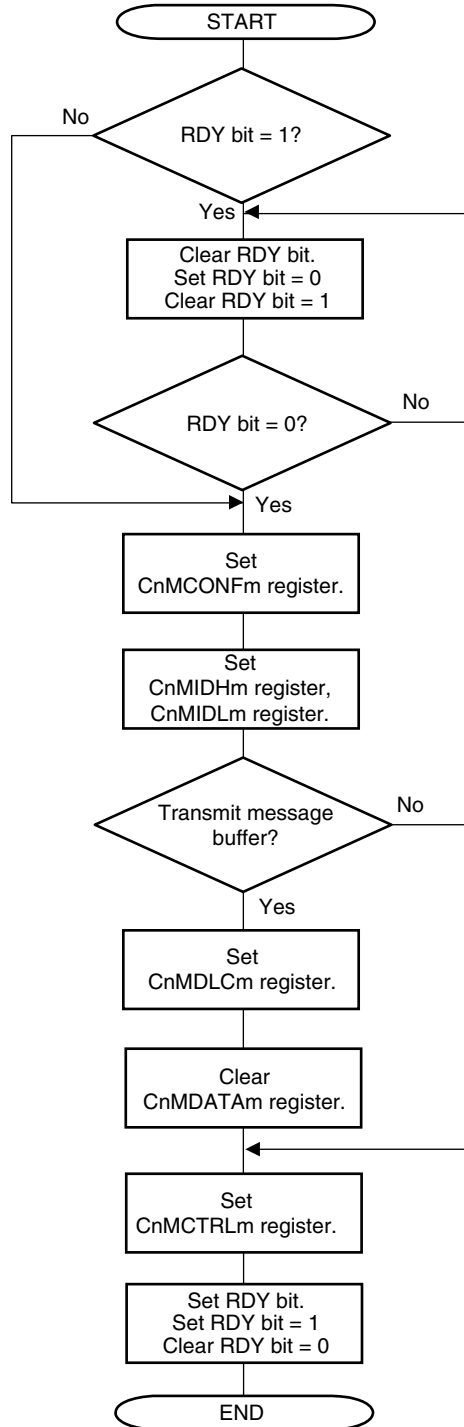 START
RDY bit = 1?
No
Yes
Clear RDY bit.
Set RDY bit = 0
Clear RDY bit = 1
RDY bit = 0?
No
Yes
Set
CnMCONFm register.
Set
CnMIDHm register,
CnMIDLm register.
Transmit message
buffer?
No
Yes
Set
CnMDLCm register.
Clear
CnMDATAm register.
Set
CnMCTRLm register.
Set RDY bit.
Set RDY bit = 1
Clear RDY bit = 0
END